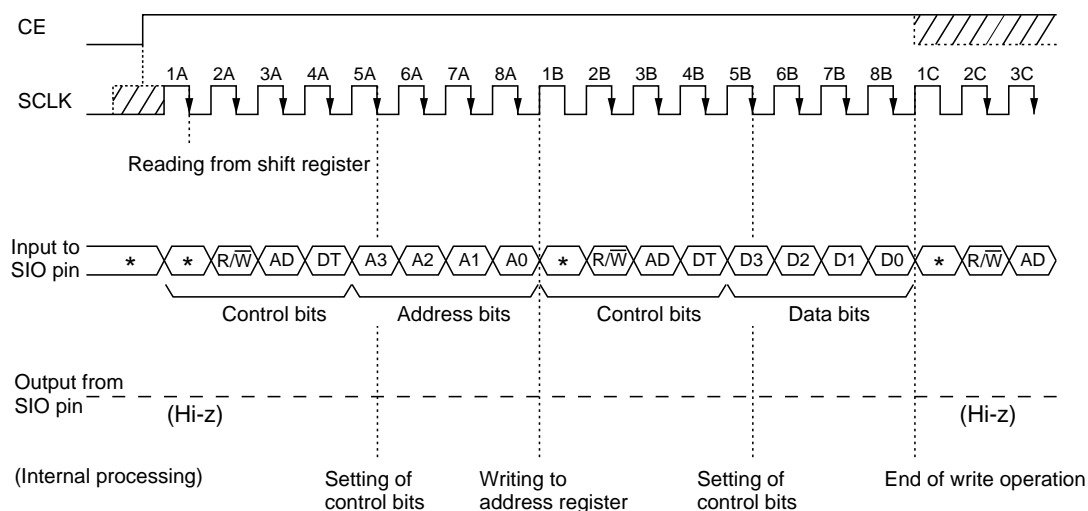 CE
1A 2A 3A 4A 5A 6A 7A 8A 1B 2B 3B 4B 5B 6B 7B 8B 1C 2C 3C
SCLK
Reading from shift register
Input to
SIO pin
* * R/W̅ AD DT A3 A2 A1 A0 * R/W̅ AD DT D3 D2 D1 D0 * R/W̅ AD
Control bits Address bits Control bits Data bits
Output from
SIO pin
(Hi-z) (Hi-z)
(Internal processing)
Setting of
control bits
Writing to
address register
Setting of
control bits
End of write operation